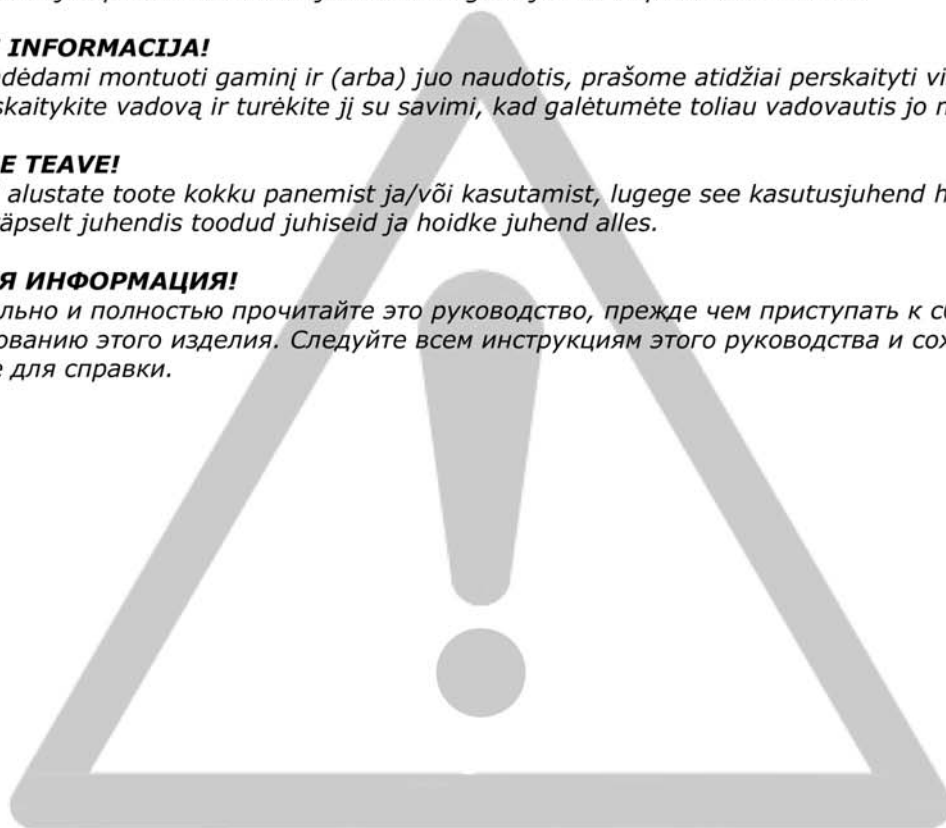 INFORMACIJA!
dėdami montuoti gaminį ir (arba) juo naudotis, prašome atidžiai perskaityti vi
skaitykite vadovą ir turėkite jį su savimi, kad galėtumėte toliau vadovautis jo n
E TEAVE!
alustate toote kokku panemist ja/või kasutamist, lugege see kasutusjuhend h
äpselt juhendis toodud juhiseid ja hoidke juhend alles.
Я ИНФОРМАЦИЯ!
льно и полностью прочитайте это руководство, прежде чем приступать к сб
ованию этого изделия. Следуйте всем инструкциям этого руководства и сох
е для справки.